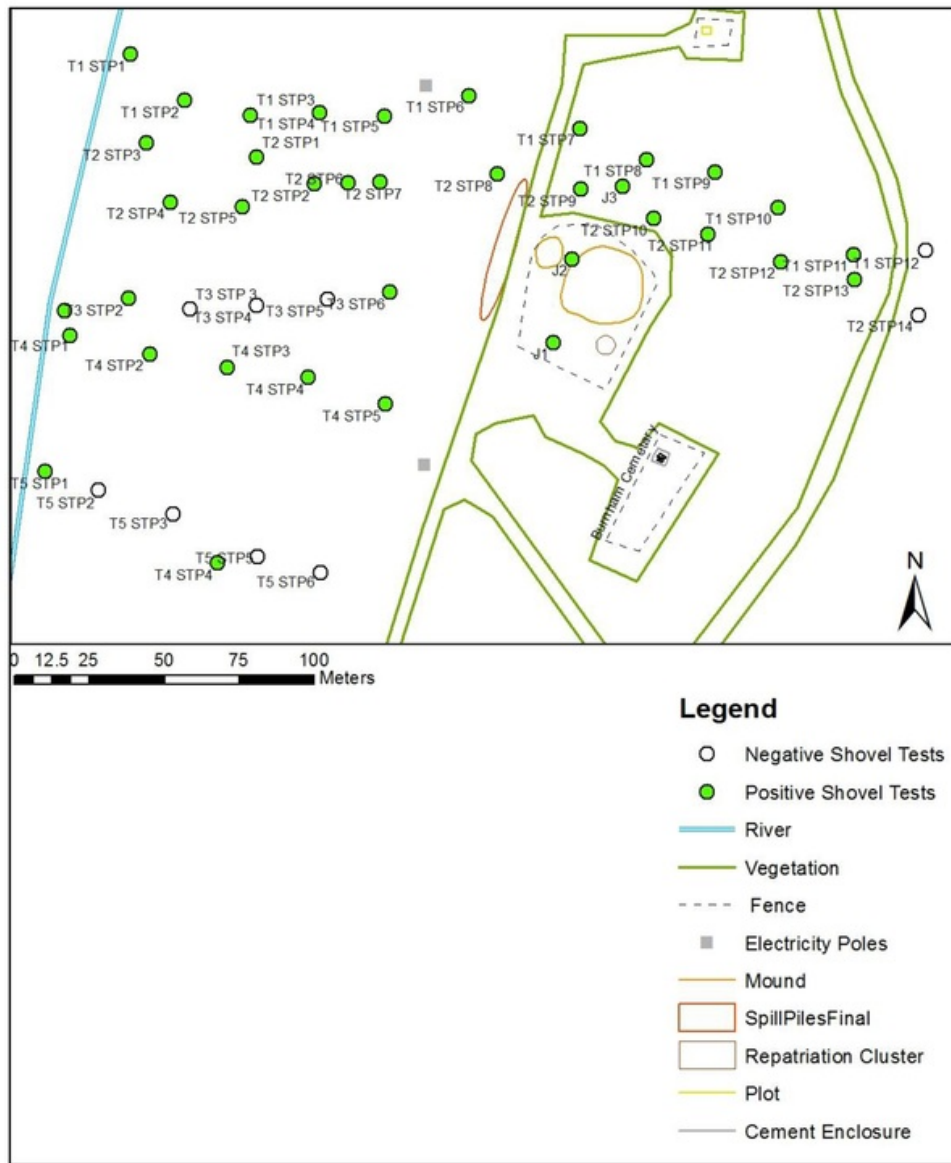 T1 STP1
T1 STP2
T1 STP3
T1 STP4
T1 STP5
T1 STP6
T2 STP3
T2 STP1
T1 STP7
T2 STP6
T2 STP2
T2 STP7
T2 STP8
T1 STP8
T1 STP9
T2 STP9
J3
T2 STP4
T2 STP5
T2 STP10
T1 STP10
T2 STP11
T2 STP12
T1 STP11
T1 STP12
J2
T2 STP13
T3 STP2
T3 STP 3
T3 STP4
T3 STP5
T3 STP6
T2 STP14
T4 STP1
T4 STP2
T4 STP3
T4 STP4
J1
T4 STP5
Burnham Cemetary
T5 STP1
T5 STP2
T5 STP3
T5 STP5
T4 STP4
T5 STP6
N
0 12.5 25 50 75 100
Meters
Legend
Negative Shovel Tests
Positive Shovel Tests
River
Vegetation
Fence
Electricity Poles
Mound
SpillPilesFinal
Repatriation Cluster
Plot
Cement Enclosure